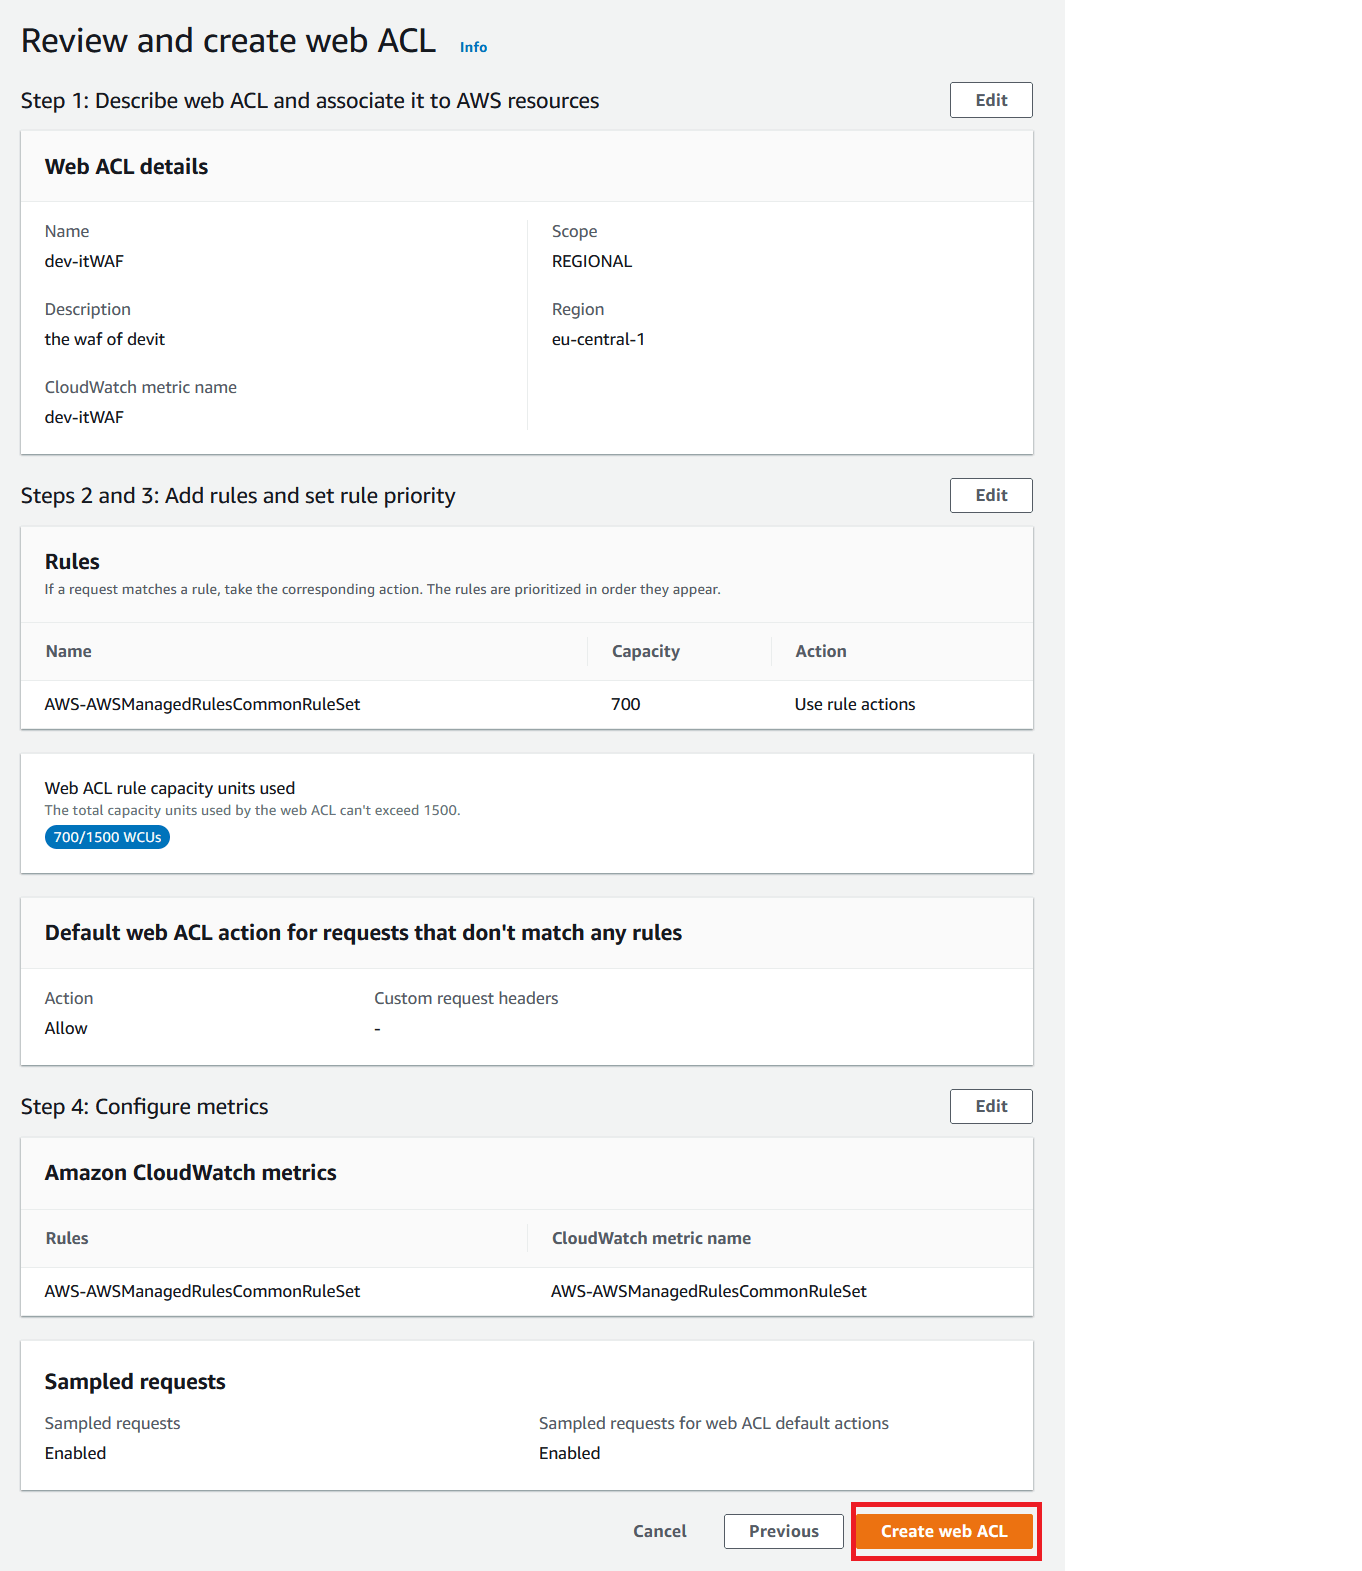 Review and create web ACL Info
Step 1: Describe web ACL and associate it to AWS resources Edit
Web ACL details
Name Scope
dev-itWAF REGIONAL
Description Region
the waf of devit eu-central-1
CloudWatch metric name
dev-itWAF
Steps 2 and 3: Add rules and set rule priority Edit
Rules
If a request matches a rule, take the corresponding action. The rules are prioritized in order they appear.
Name Capacity Action
AWS-AWSManagedRulesCommonRuleSet 700 Use rule actions
Web ACL rule capacity units used
The total capacity units used by the web ACL can't exceed 1500.
700/1500 WCUs
Default web ACL action for requests that don't match any rules
Action Custom request headers
Allow -
Step 4: Configure metrics Edit
Amazon CloudWatch metrics
Rules CloudWatch metric name
AWS-AWSManagedRulesCommonRuleSet AWS-AWSManagedRulesCommonRuleSet
Sampled requests
Sampled requests Sampled requests for web ACL default actions
Enabled Enabled
Cancel Previous Create web ACL